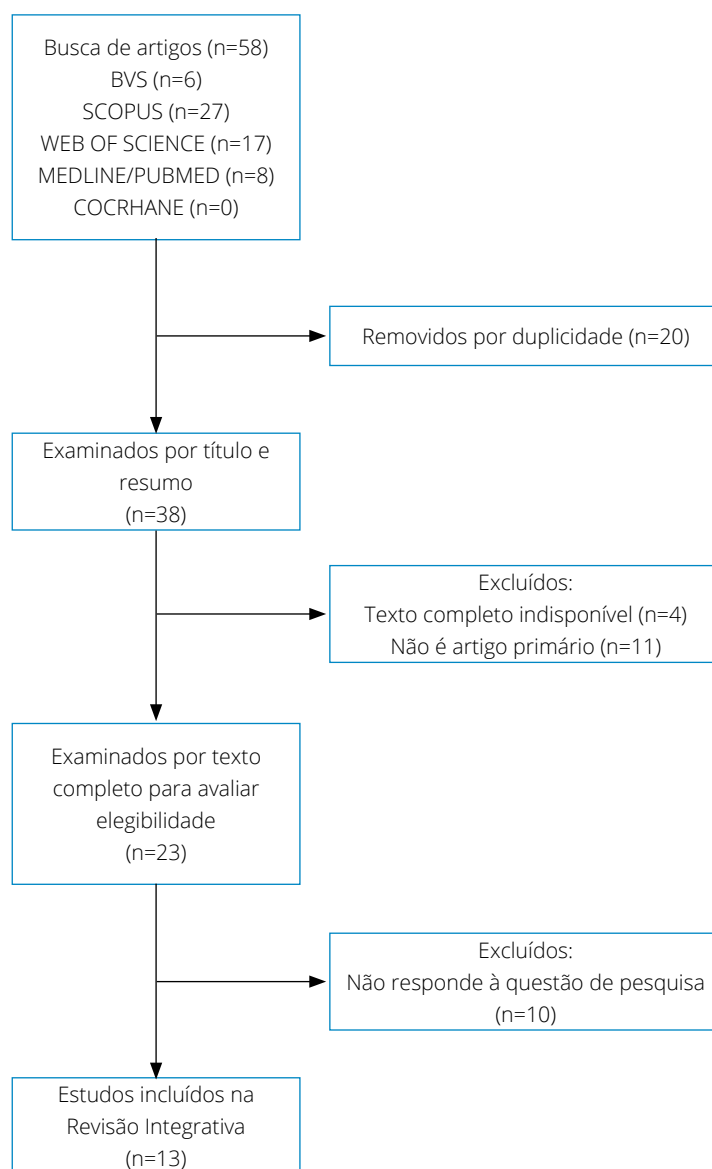 Busca de artigos (n=58)
BVS (n=6)
SCOPUS (n=27)
WEB OF SCIENCE (n=17)
MEDLINE/PUBMED (n=8)
COCRHANE (n=0)
Removidos por duplicidade (n=20)
Examinados por título e
resumo
(n=38)
Excluídos:
Texto completo indisponível (n=4)
Não é artigo primário (n=11)
Examinados por texto
completo para avaliar
elegibilidade
(n=23)
Excluídos:
Não responde à questão de pesquisa
(n=10)
Estudos incluídos na
Revisão Integrativa
(n=13)